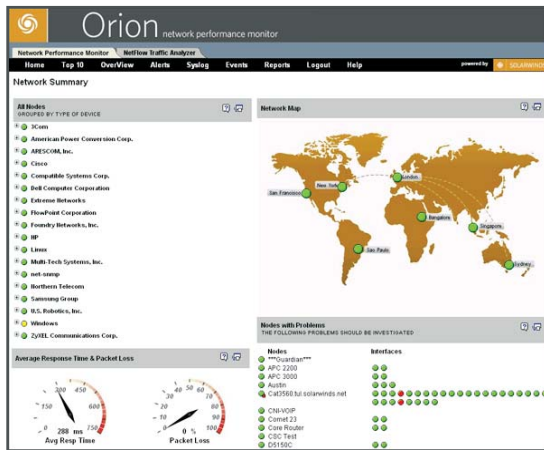 Orion network performance monitor
Network Performance Monitor NetFlow Traffic Analyzer
Home Top 10 OverView Alerts Syslog Events Reports Logout Help powered by SOLARWINDS
Network Summary
All Nodes
GROUPED BY TYPE OF DEVICE
3Com
American Power Conversion Corp.
ARESCOM, Inc.
Cisco
Compatible Systems Corp.
Dell Computer Corporation
Extreme Networks
FlowPoint Corporation
Foundry Networks, Inc.
HP
Linux
Multi-Tech Systems, Inc.
net-snmp
Northern Telecom
Samsung Group
U.S. Robotics, Inc.
Windows
ZyXEL Communications Corp.
Average Response Time & Packet Loss
0 150 300 450 600 750
288 ms
Avg Resp Time
0 10 20 30 40 50 60 70 80 90 100
0 %
Packet Loss
Network Map
London
New York
San Francisco
Bangalore
Singapore
Sao Paulo
Sydney
Nodes with Problems
THE FOLLOWING PROBLEMS SHOULD BE INVESTIGATED
Nodes Interfaces
***Guardian***
APC 2200
APC 3000
Austin
Cat3560.tul.solarwinds.net
CNI-VOIP
Comet 23
Core Router
CSC Test
D5150C